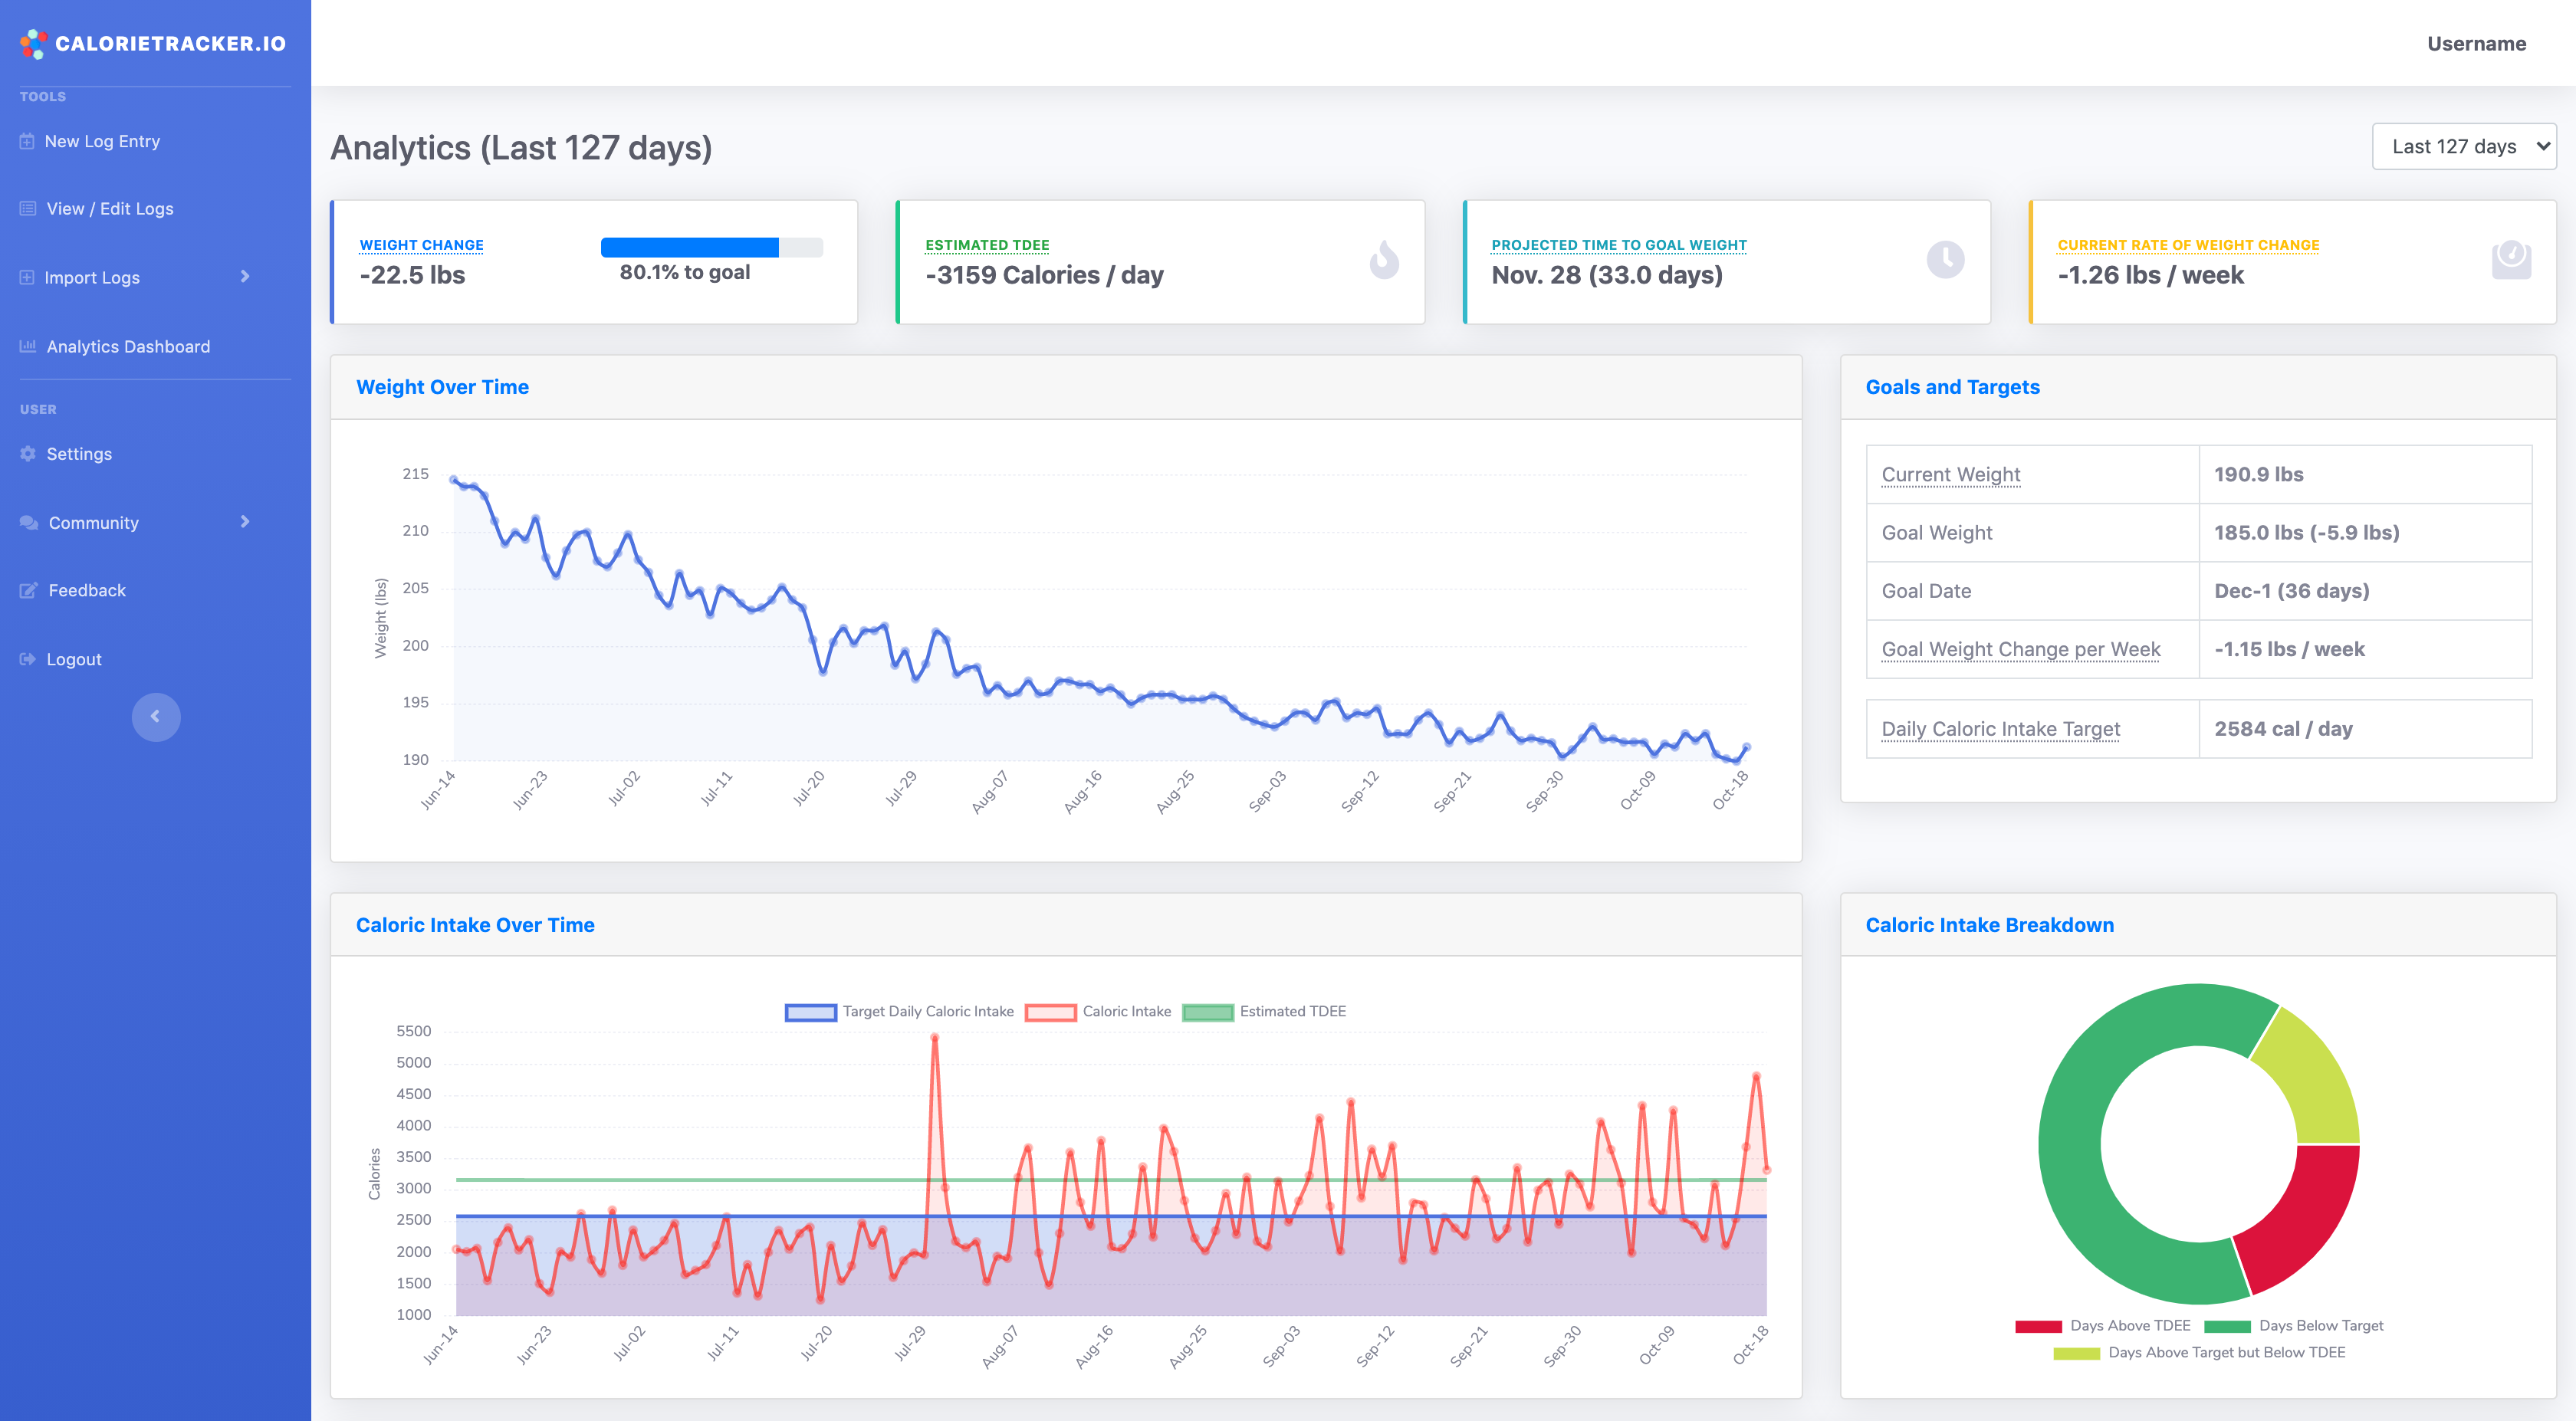 CALORIETRACKER.IO
Username
TOOLS
New Log Entry
View / Edit Logs
Import Logs
Analytics Dashboard
USER
Settings
Community
Feedback
Logout
Analytics (Last 127 days)
Last 127 days
WEIGHT CHANGE
-22.5 lbs
80.1% to goal
ESTIMATED TDEE
-3159 Calories / day
PROJECTED TIME TO GOAL WEIGHT
Nov. 28 (33.0 days)
CURRENT RATE OF WEIGHT CHANGE
-1.26 lbs / week
Weight Over Time
Weight (lbs)
215
210
205
200
195
190
Jun-14 Jun-23 Jul-02 Jul-11 Jul-20 Jul-29 Aug-07 Aug-16 Aug-25 Sep-03 Sep-12 Sep-21 Sep-30 Oct-09 Oct-18
Goals and Targets
Current Weight 190.9 lbs
Goal Weight 185.0 lbs (-5.9 lbs)
Goal Date Dec-1 (36 days)
Goal Weight Change per Week -1.15 lbs / week
Daily Caloric Intake Target 2584 cal / day
Caloric Intake Over Time
Target Daily Caloric Intake Caloric Intake Estimated TDEE
Calories
5500
5000
4500
4000
3500
3000
2500
2000
1500
1000
Jun-14 Jun-23 Jul-02 Jul-11 Jul-20 Jul-29 Aug-07 Aug-16 Aug-25 Sep-03 Sep-12 Sep-21 Sep-30 Oct-09 Oct-18
Caloric Intake Breakdown
Days Above TDEE Days Below Target
Days Above Target but Below TDEE